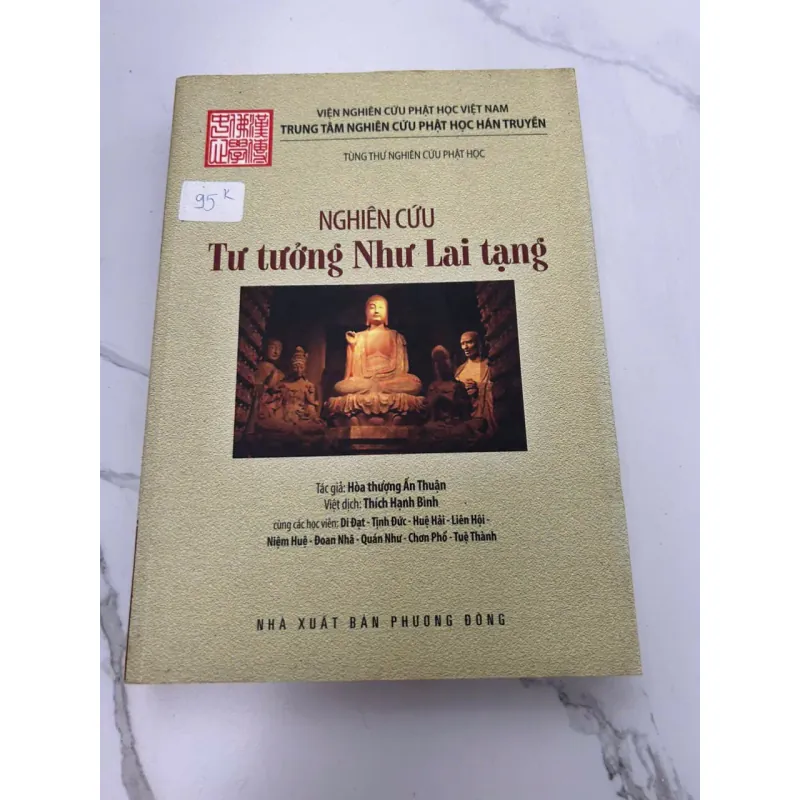 VIỆN NGHIÊN CỨU PHẬT HỌC VIỆT NAM
TRUNG TÂM NGHIÊN CỨU PHẬT HỌC HÁN TRUYỀN
TÙNG THƯ NGHIÊN CỨU PHẬT HỌC
95K
NGHIÊN CỨU
Tư tưởng Như Lai tạng
Tác giả: Hòa thượng Ấn Thuận
Việt dịch: Thích Hạnh Bình
cùng các học viên: Di Đạt - Tịnh Đức - Huệ Hải - Liên Hội -
Niệm Huệ - Đoan Nhã - Quán Như - Chơn Phổ - Tuệ Thành
NHÀ XUẤT BẢN PHƯƠNG ĐÔNG